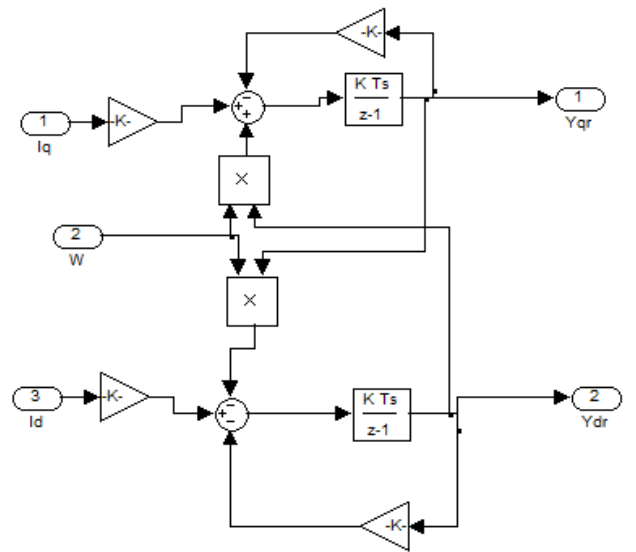 -K-
K Ts
z-1
1
Iq
-K-
1
Yqr
×
2
W
×
3
Id
-K-
K Ts
z-1
2
Ydr
-K-